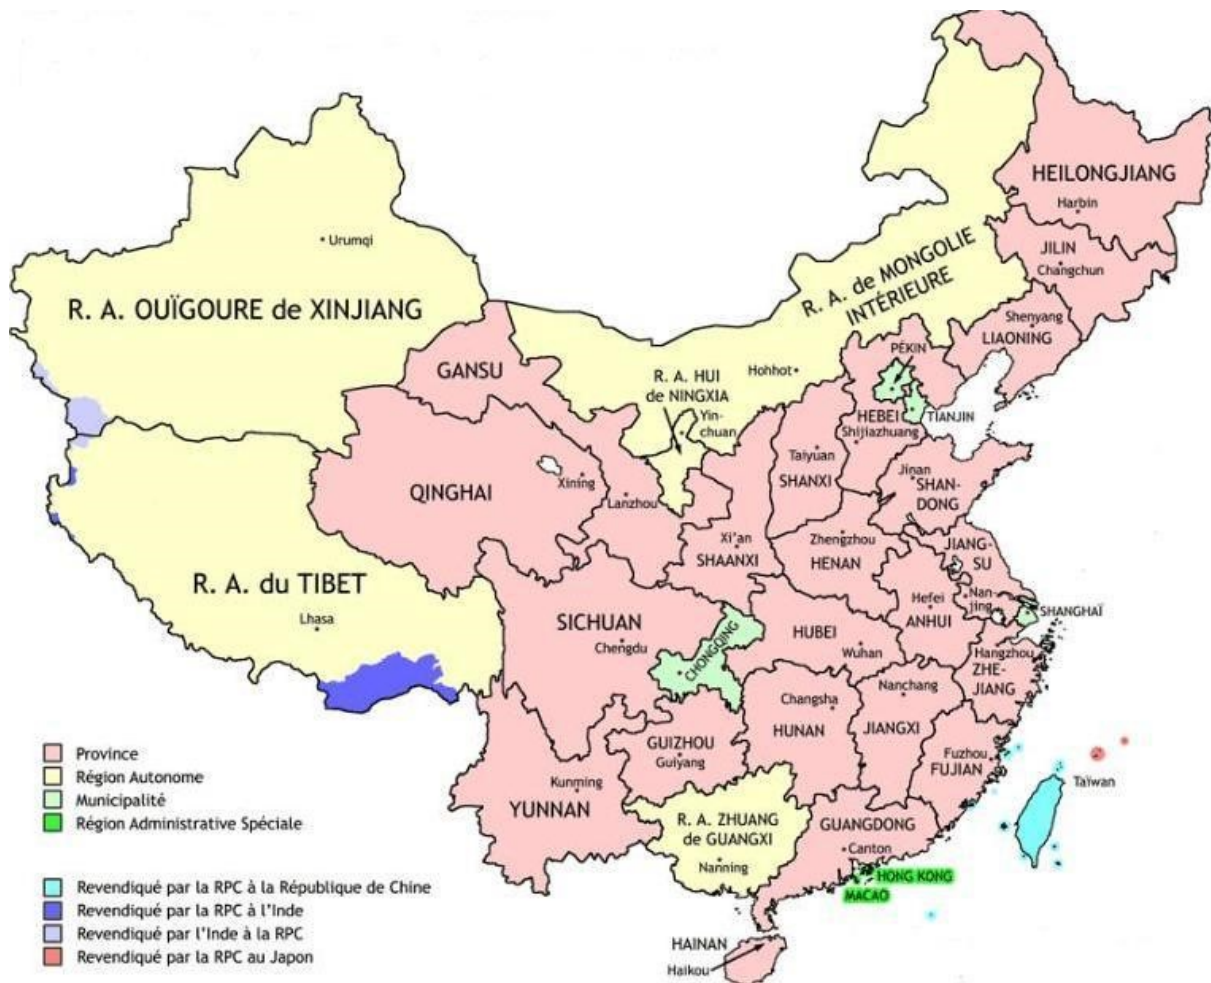 HEILONGJIANG
Harbin
Urumqi
JILIN
Changchun
R. A. de MONGOLIE
INTÉRIEURE
R. A. OUÏGOURE de XINJIANG
Shenyang
LIAONING
PÉKIN
GANSU
R. A. HUI
de NINGXIA
Hohhot
HEBEI
TIANJIN
Yin-
chuan
Shijiazhuang
Taiyuan
SHANXI
Jinan
SHAN-
DONG
QINGHAI
Xining
Lanzhou
Xi'an
SHAANXI
Zhengzhou
HENAN
JIANG-
SU
R. A. du TIBET
Lhasa
Hefei
ANHUI
Nan-
jing
SHANGHAÏ
SICHUAN
Chengdu
CHONGQING
HUBEI
Wuhan
Hangzhou
ZHE-
JIANG
Changsha
HUNAN
Nanchang
JIANGXI
GUIZHOU
Guiyang
Fuzhou
FUJIAN
Taïwan
Kunming
YUNNAN
R. A. ZHUANG
de GUANGXI
Nanning
GUANGDONG
Canton
HONG KONG
MACAO
HAINAN
Haikou
Province
Région Autonome
Municipalité
Région Administrative Spéciale
Revendiqué par la RPC à la République de Chine
Revendiqué par la RPC à l'Inde
Revendiqué par l'Inde à la RPC
Revendiqué par la RPC au Japon